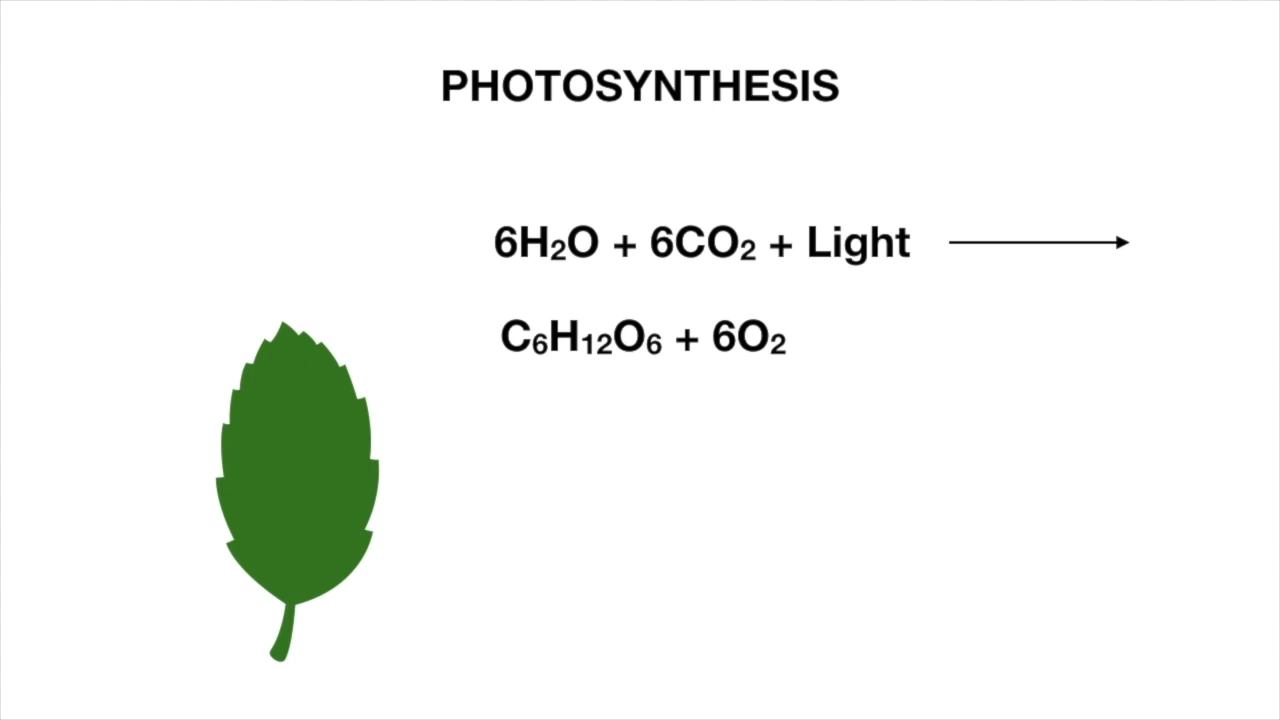 PHOTOSYNTHESIS
6H₂O + 6CO₂ + Light ⟶
C₆H₁₂O₆ + 6O₂